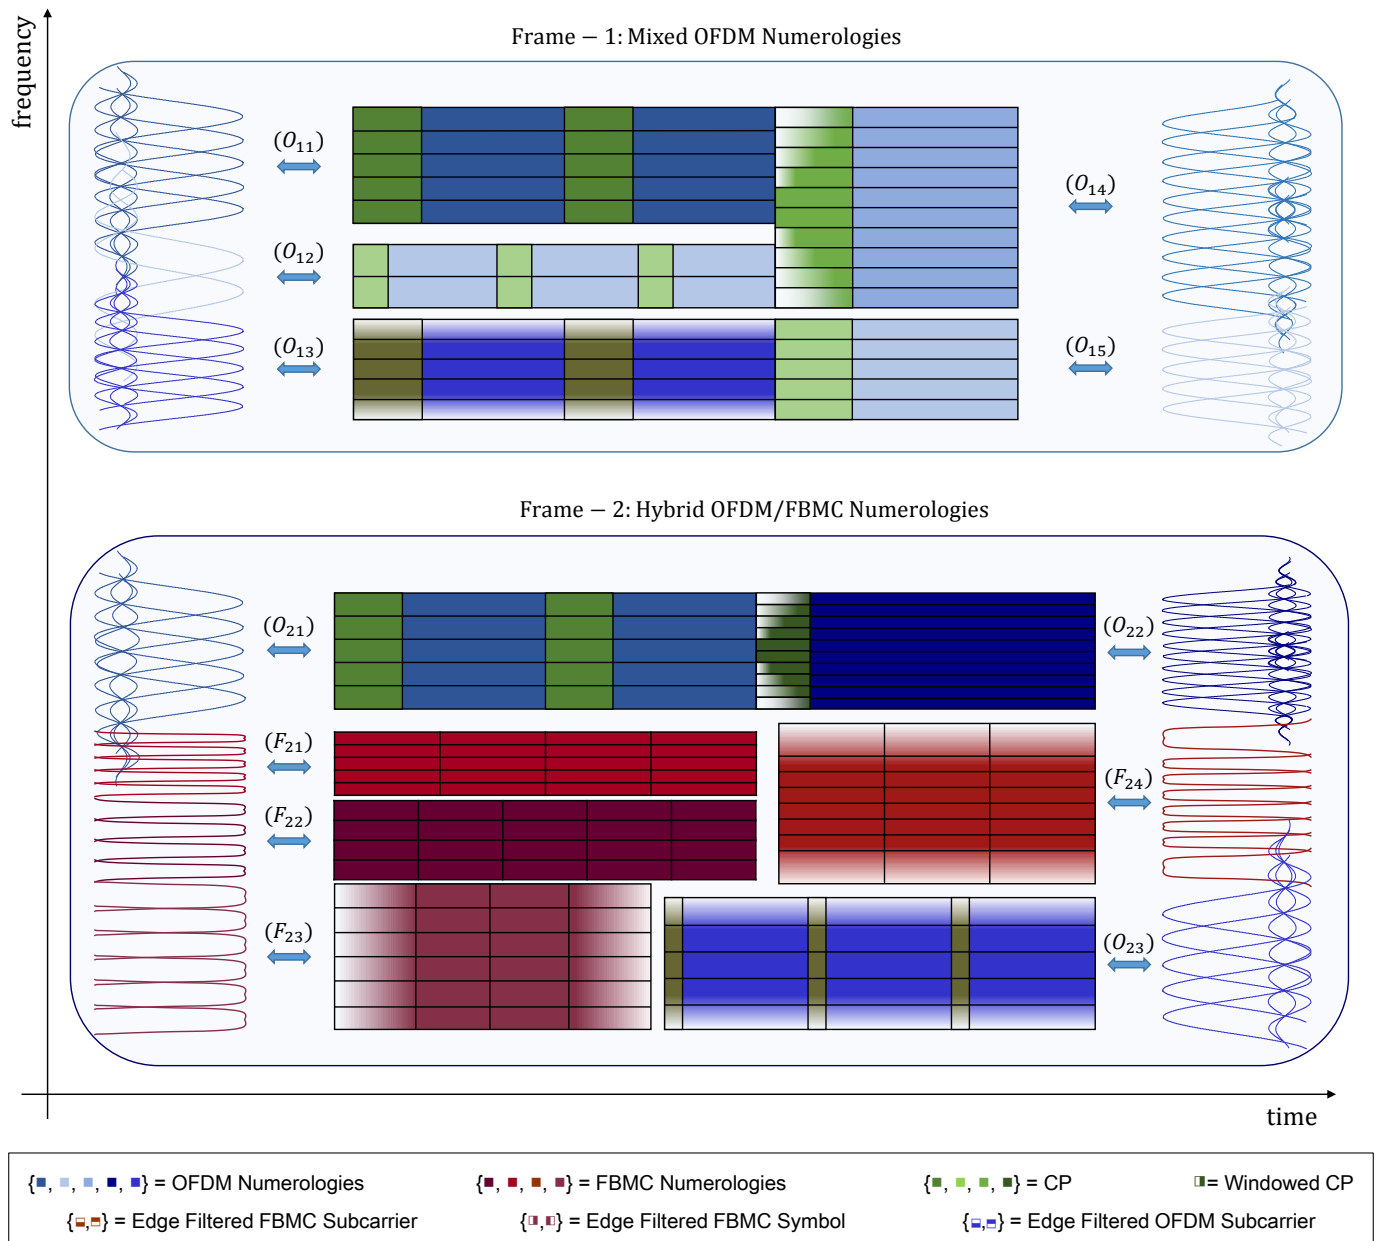 frequency
Frame − 1: Mixed OFDM Numerologies
(O₁₁)
(O₁₂)
(O₁₃)
(O₁₄)
(O₁₅)
Frame − 2: Hybrid OFDM/FBMC Numerologies
(O₂₁)
(F₂₁)
(F₂₂)
(F₂₃)
(O₂₂)
(F₂₄)
(O₂₃)
time
{■, ■, ■, ■, ■} = OFDM Numerologies
{■, ■, ■, ■} = FBMC Numerologies
{■, ■, ■, ■} = CP
= Windowed CP
{,} = Edge Filtered FBMC Subcarrier
{,} = Edge Filtered FBMC Symbol
{,} = Edge Filtered OFDM Subcarrier